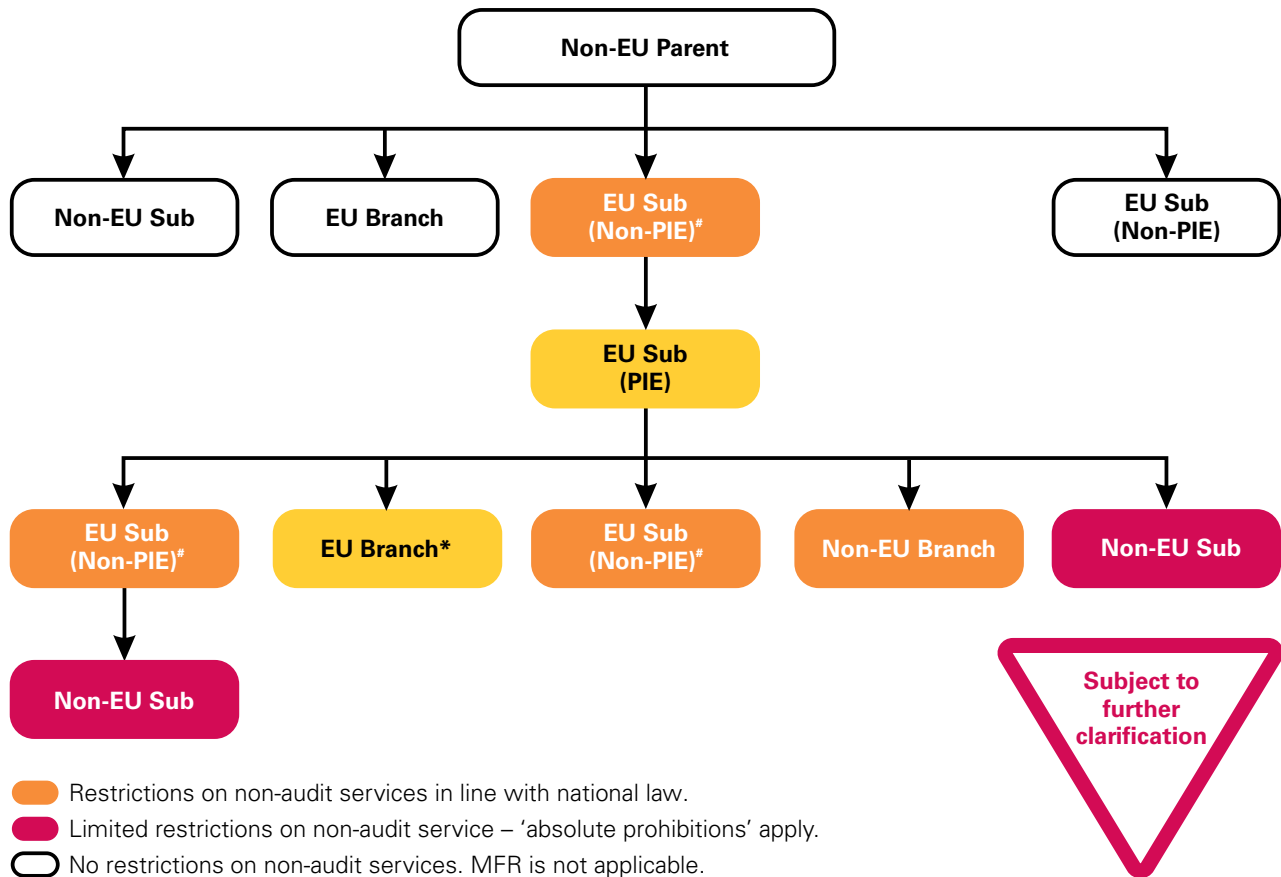 Non-EU Parent
Non-EU Sub
EU Branch
EU Sub
(Non-PIE)#
EU Sub
(Non-PIE)
EU Sub
(PIE)
EU Sub
(Non-PIE)#
EU Branch*
EU Sub
(Non-PIE)#
Non-EU Branch
Non-EU Sub
Non-EU Sub
Subject to
further
clarification
Restrictions on non-audit services in line with national law.
Limited restrictions on non-audit service – ‘absolute prohibitions’ apply.
No restrictions on non-audit services. MFR is not applicable.